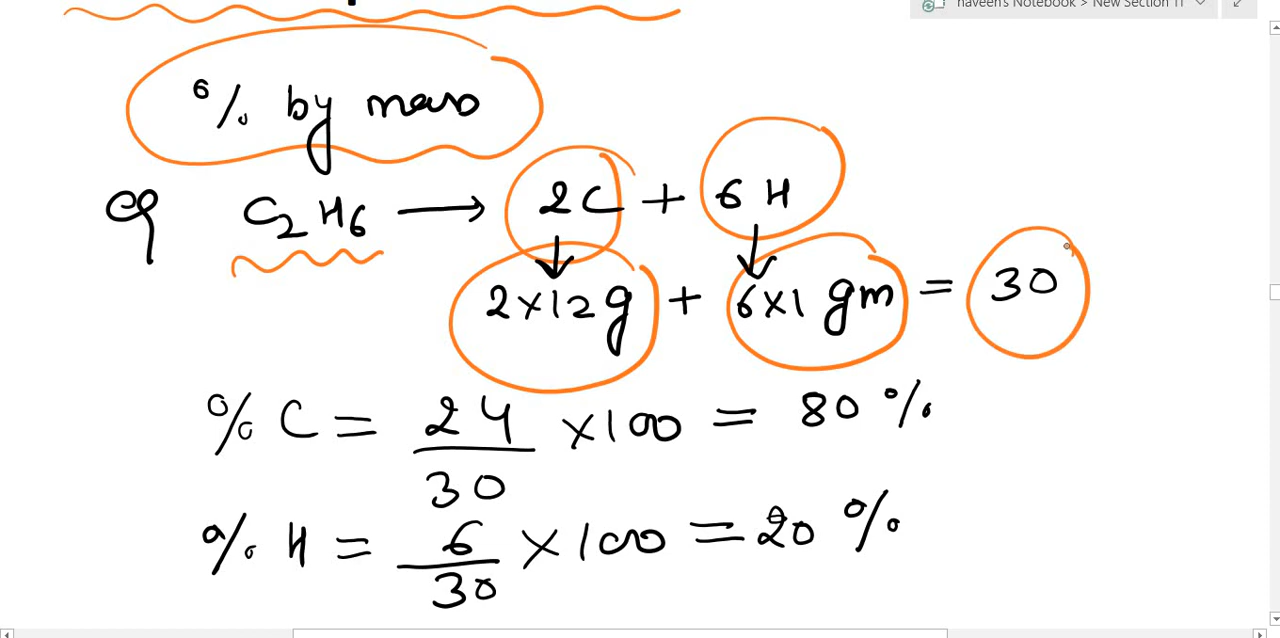 naveen's Notebook > New Section 11
% by mass
eg C₂H₆ → 2C + 6H
2×12g + 6×1 gm = 30
% C = 24/30 ×100 = 80 %
% H = 6/30 ×100 = 20 %